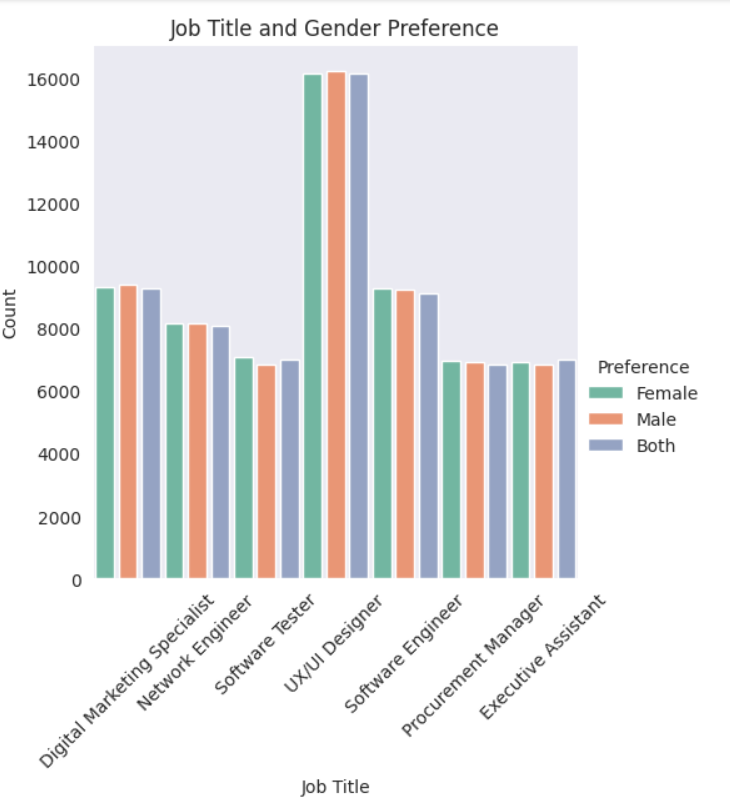 Job Title and Gender Preference
Count
16000
14000
12000
10000
8000
6000
4000
2000
0
Preference
Female
Male
Both
Digital Marketing Specialist
Network Engineer
Software Tester
UX/UI Designer
Software Engineer
Procurement Manager
Executive Assistant
Job Title